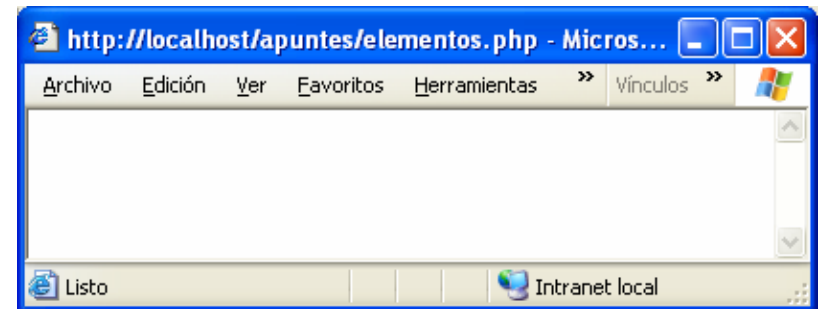 http://localhost/apuntes/elementos.php - Micros...
Archivo Edición Ver Favoritos Herramientas » Vínculos »
Listo Intranet local